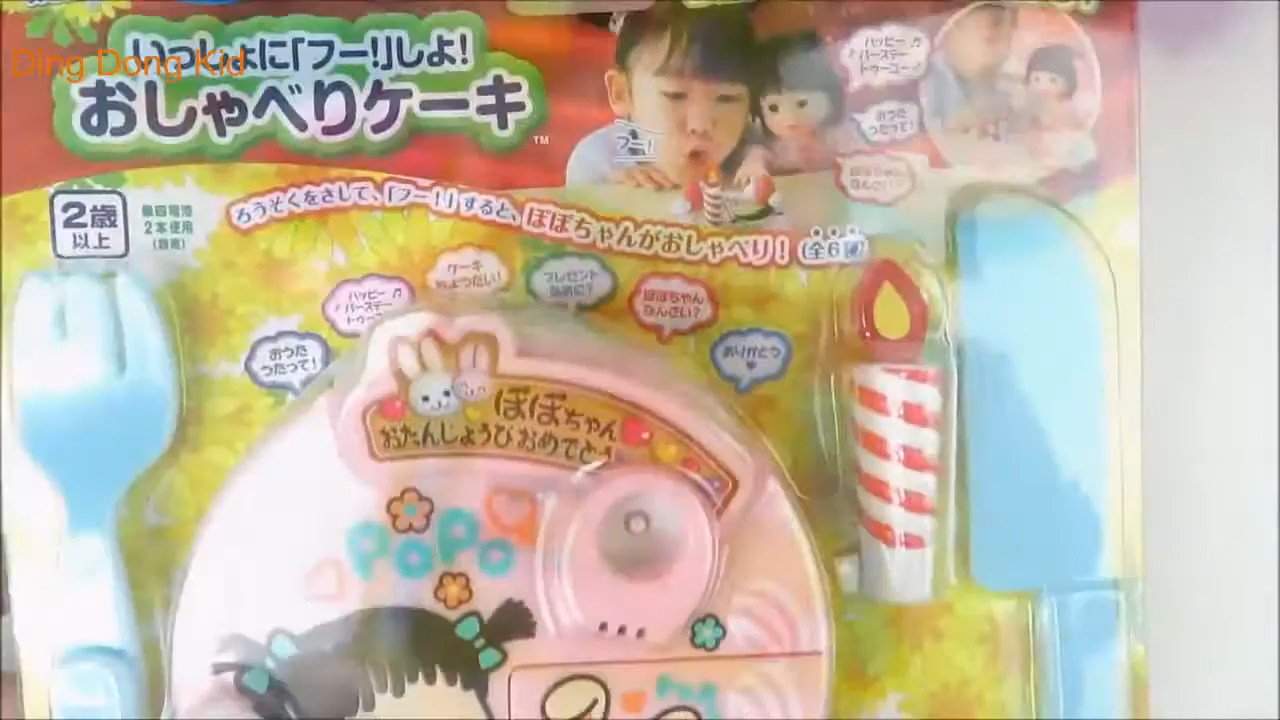 Ding Dong Kid
いっしょに「フー!」しよ!
おしゃべりケーキ
TM
フー!
ハッピー♫
バースデー
トゥーユー♪
おうた
うたって!
ぽぽちゃん
なんさい?
2歳
以上
単四電池
2本使用
(別売)
ろうそくをさして、「フー!」すると、ぽぽちゃんがおしゃべり!(全6種)
おうた
うたって!
ハッピー♫
バースデー
トゥーユー
ケーキ
ちょうだい!
プレゼント
ぽぽちゃん
なんさい?
ありがとう
ぽぽちゃん
おたんじょうび おめでとう
POPO